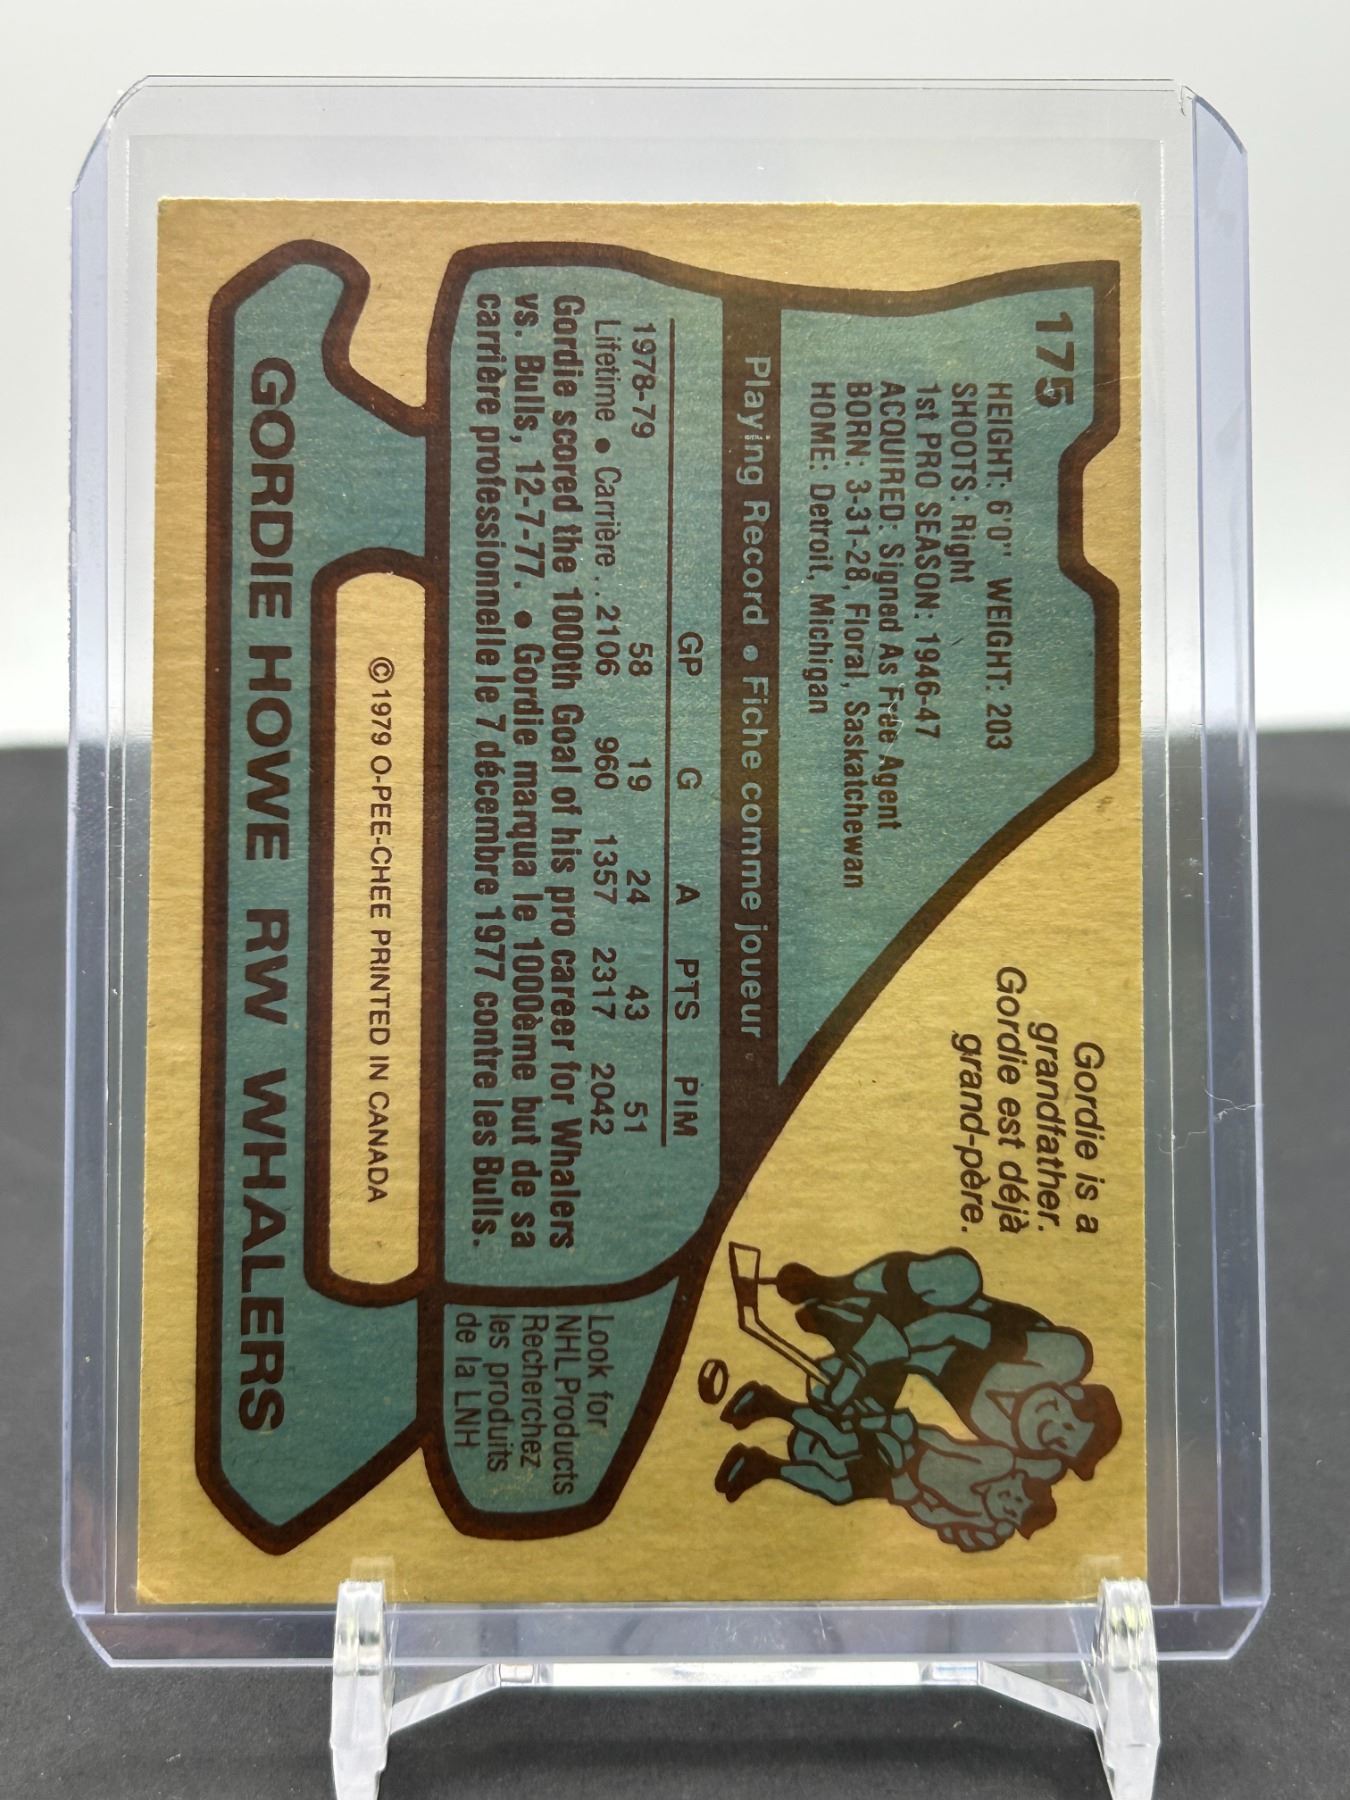 175
HEIGHT: 6'0" WEIGHT: 203
SHOOTS: Right
1st PRO SEASON: 1946-47
ACQUIRED: Signed As Free Agent
BORN: 3-31-28, Floral, Saskatchewan
HOME: Detroit, Michigan
Gordie is a
grandfather.
Gordie est déjà
grand-père.
Playing Record • Fiche comme joueur
GP G A PTS PIM
1978-79 58 19 24 43 51
Lifetime • Carrière . 2106 960 1357 2317 2042
Gordie scored the 1000th Goal of his pro career for Whalers
vs. Bulls, 12-7-77. • Gordie marqua le 1000ème but de sa
carrière professionnelle le 7 décembre 1977 contre les Bulls.
Look for
NHL Products
Recherchez
les produits
de la LNH
©1979 O-PEE-CHEE PRINTED IN CANADA
GORDIE HOWE RW WHALERS